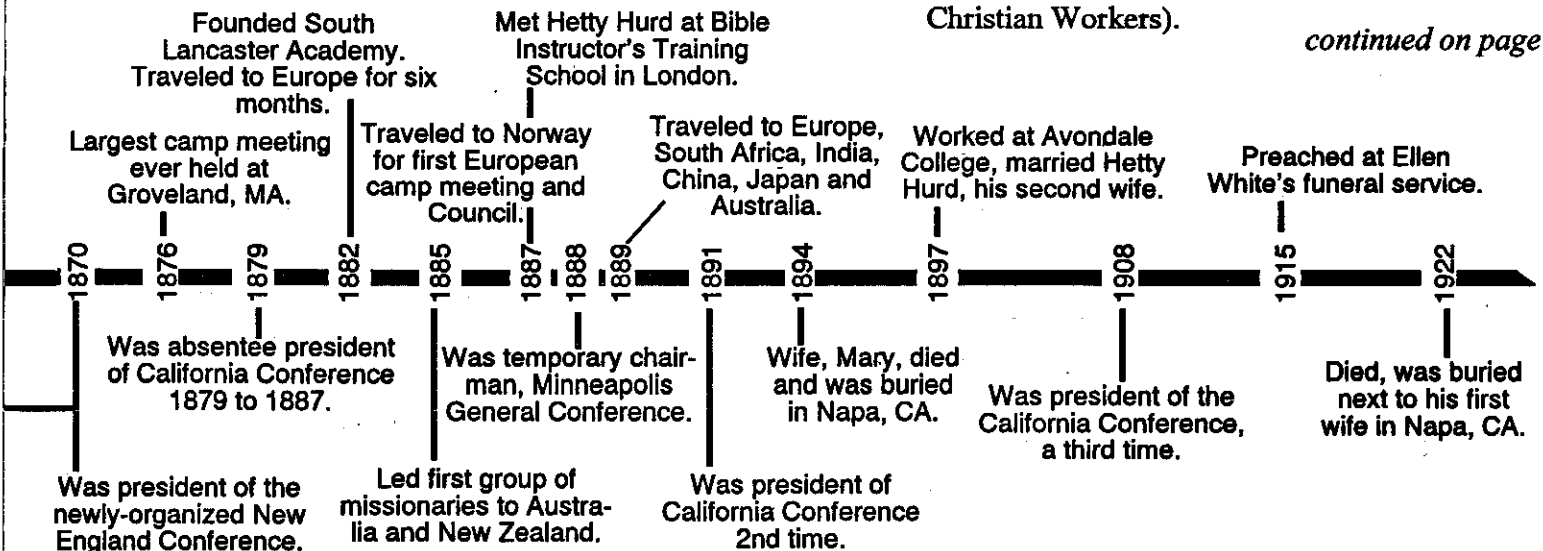 Christian Workers).
continued on page
Founded South
Lancaster Academy.
Traveled to Europe for six
months.
Met Hetty Hurd at Bible
Instructor's Training
School in London.
Largest camp meeting
ever held at
Groveland, MA.
Traveled to Norway
for first European
camp meeting and
Council.
Traveled to Europe,
South Africa, India,
China, Japan and
Australia.
Worked at Avondale
College, married Hetty
Hurd, his second wife.
Preached at Ellen
White's funeral service.
1870
1876
1879
1882
1885
1887
1888
1889
1891
1894
1897
1908
1915
1922
Was president of the
newly-organized New
England Conference.
Was absentee president
of California Conference
1879 to 1887.
Led first group of
missionaries to Austra-
lia and New Zealand.
Was temporary chair-
man, Minneapolis
General Conference.
Was president of
California Conference
2nd time.
Wife, Mary, died
and was buried
in Napa, CA.
Was president of the
California Conference,
a third time.
Died, was buried
next to his first
wife in Napa, CA.